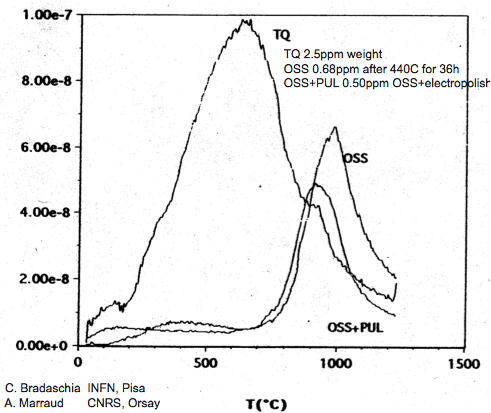 1.00e-7
TQ
TQ 2.5ppm weight
OSS 0.68ppm after 440C for 36h
OSS+PUL 0.50ppm OSS+electropolish
8.00e-8
6.00e-8
OSS
4.00e-8
2.00e-8
OSS+PUL
0.00e+0
0 500 1000 1500
C. Bradaschia INFN, Pisa
A. Marraud CNRS, Orsay
T(°C)